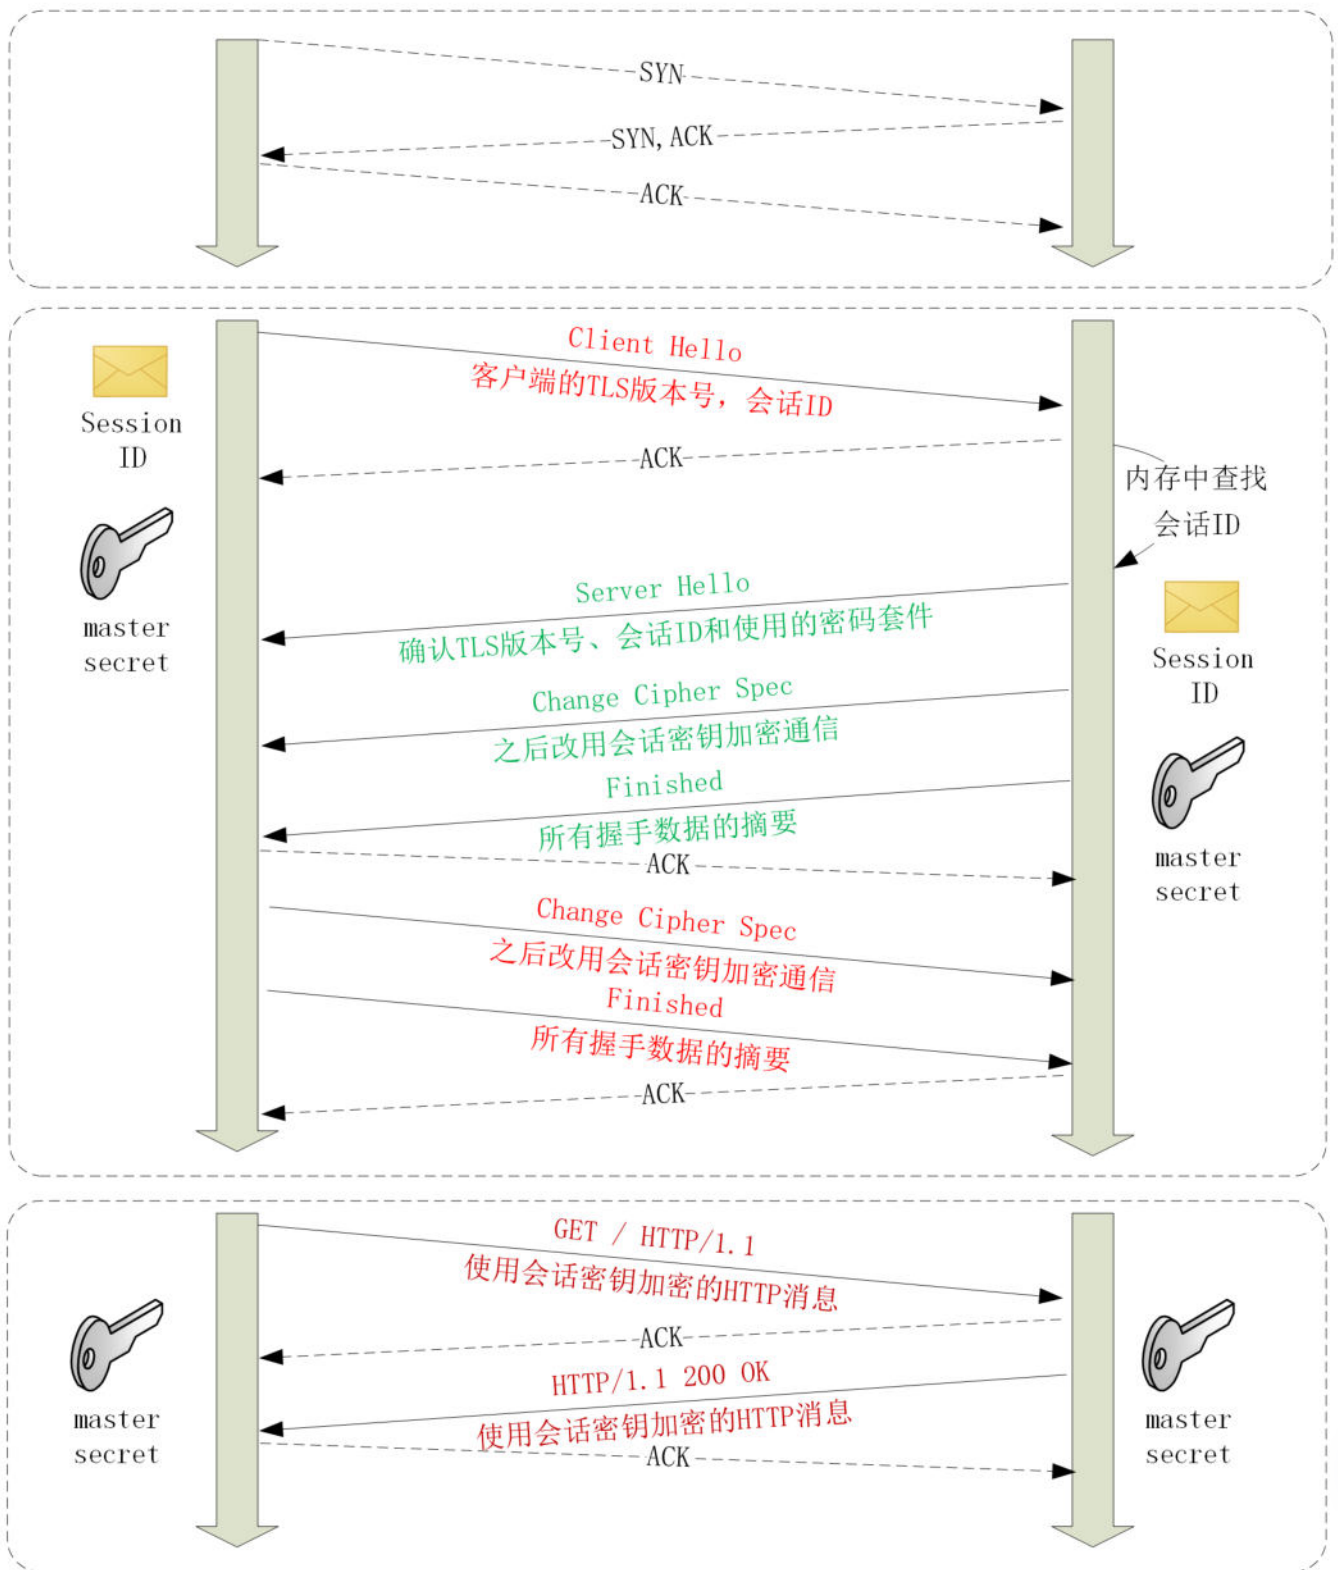 SYN
SYN,ACK
ACK
Client Hello
客户端的TLS版本号，会话ID
Session
ID
ACK
内存中查找
会话ID
master
secret
Server Hello
确认TLS版本号、会话ID和使用的密码套件
Session
ID
Change Cipher Spec
之后改用会话密钥加密通信
Finished
所有握手数据的摘要
ACK
master
secret
Change Cipher Spec
之后改用会话密钥加密通信
Finished
所有握手数据的摘要
ACK
GET / HTTP/1.1
使用会话密钥加密的HTTP消息
ACK
HTTP/1.1 200 OK
使用会话密钥加密的HTTP消息
ACK
master
secret
master
secret